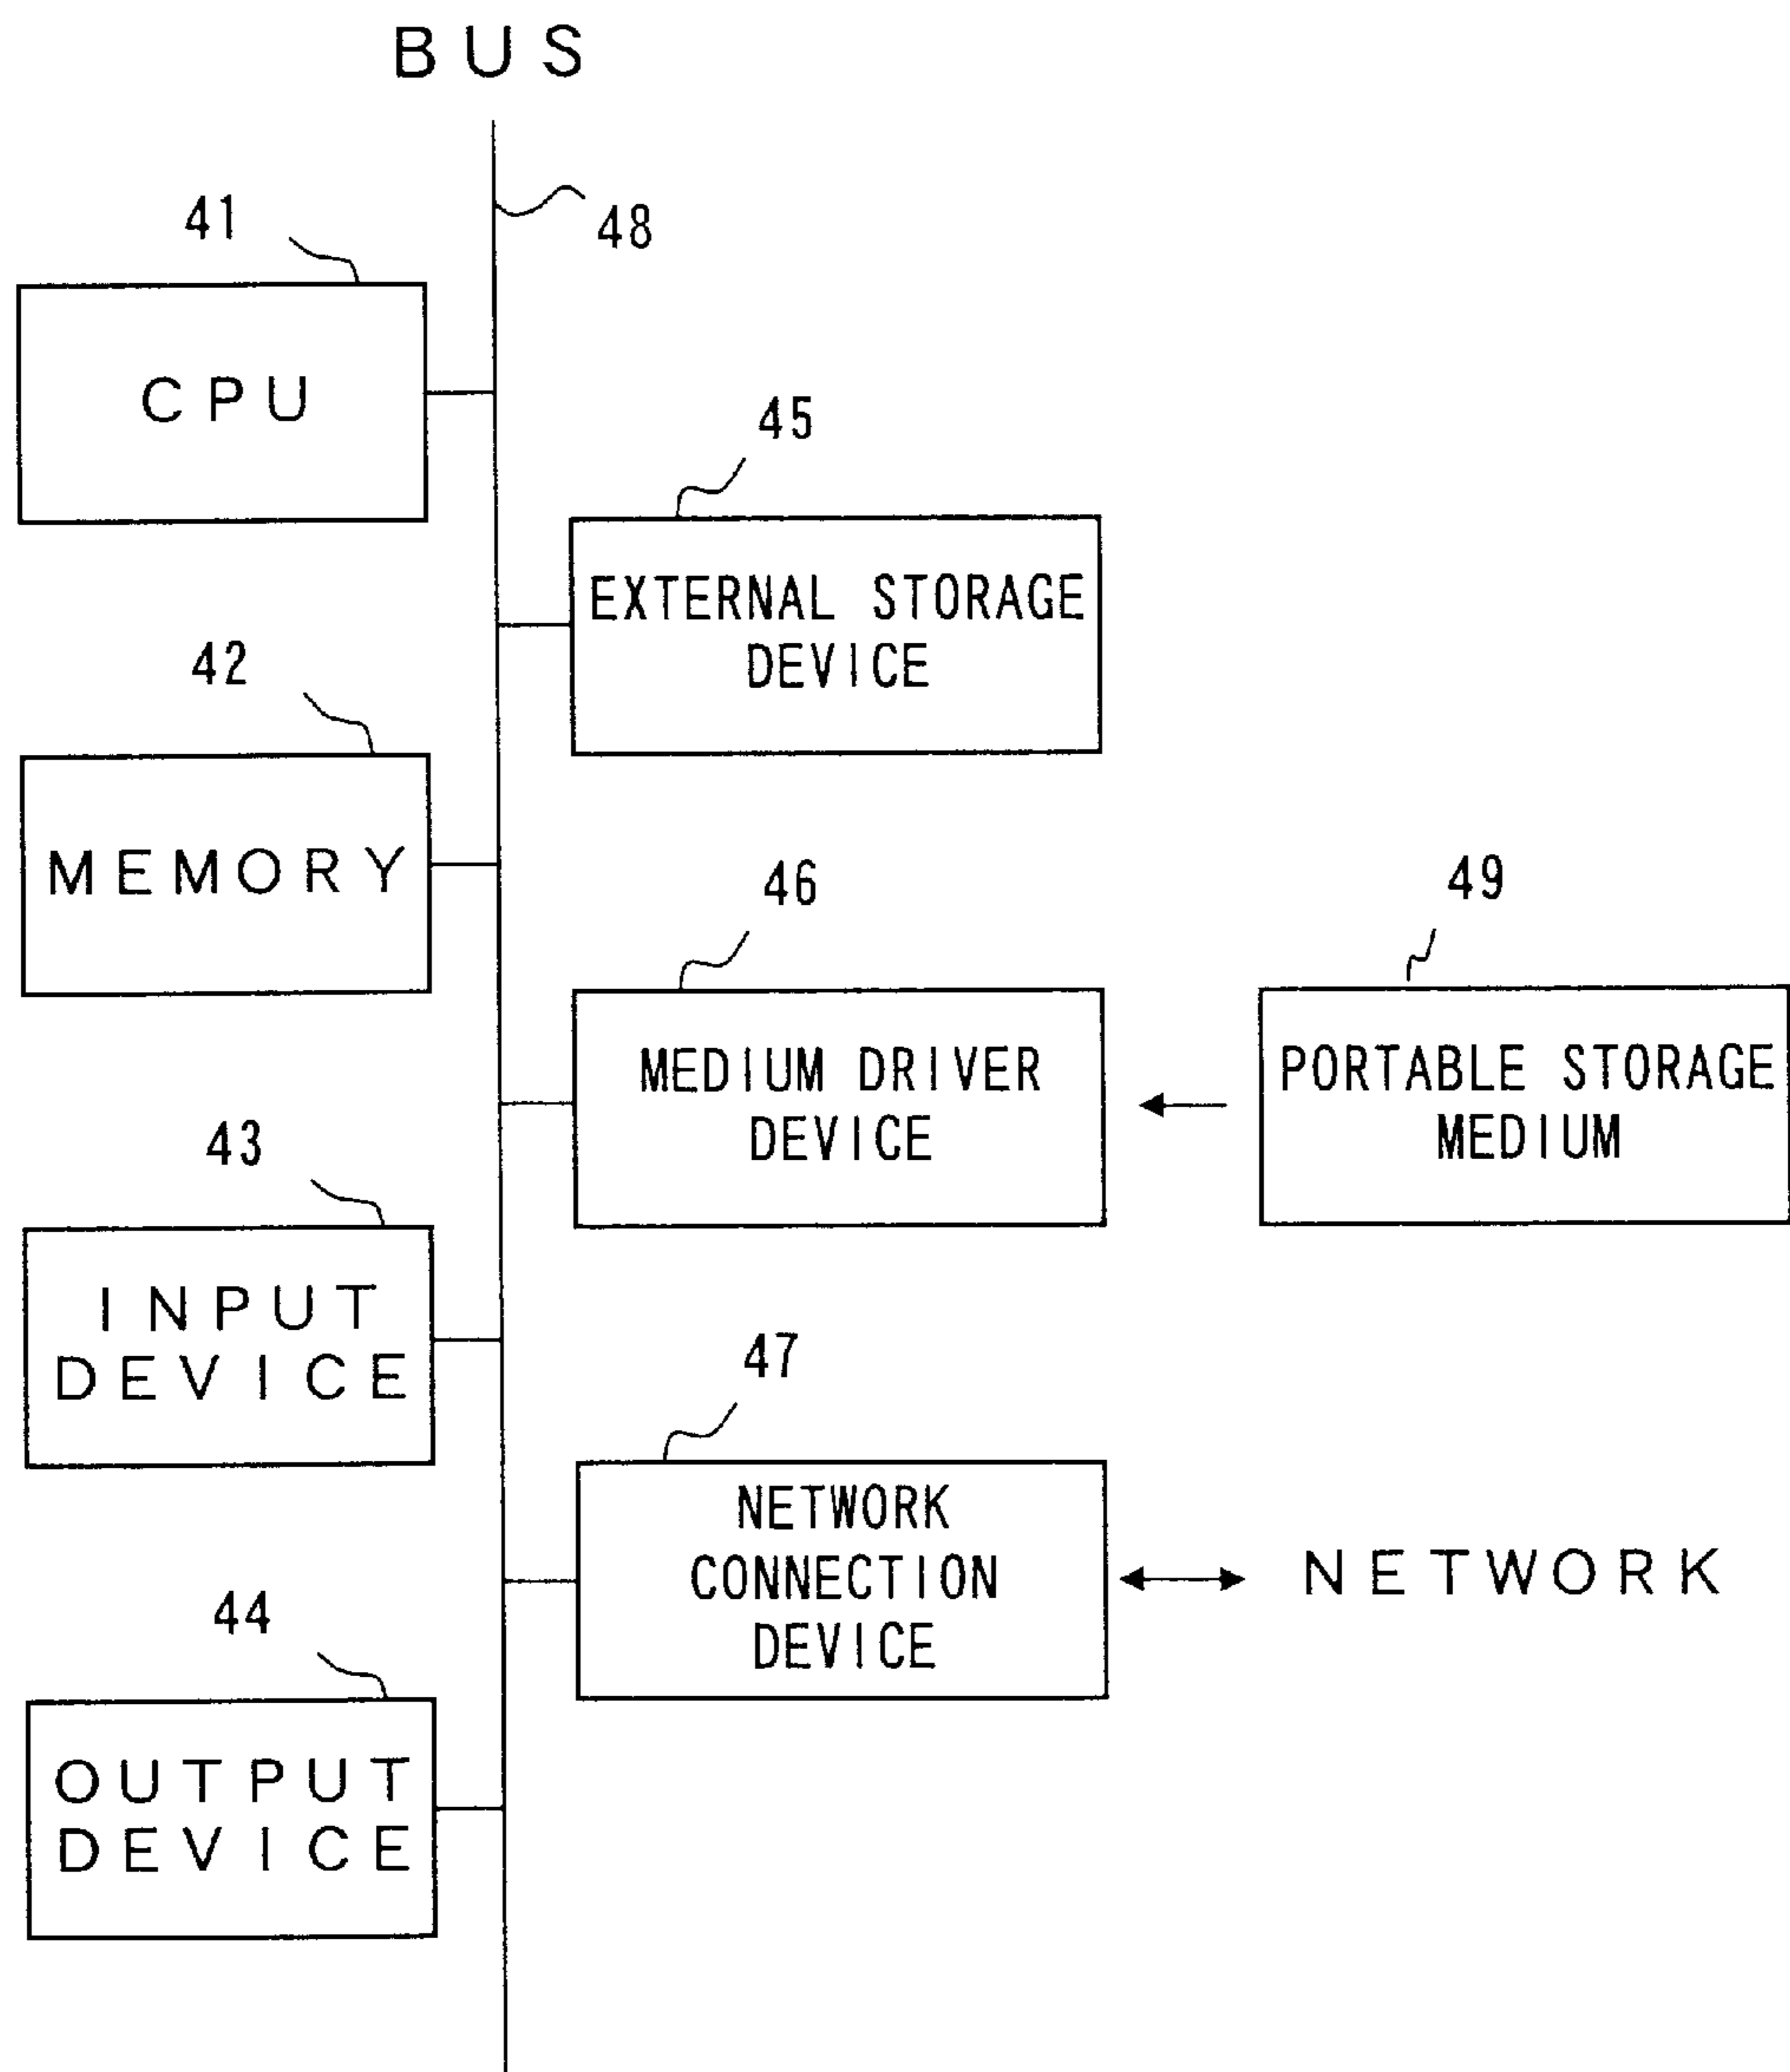 BUS
48
41
CPU
45
EXTERNAL STORAGE
DEVICE
42
MEMORY
46
MEDIUM DRIVER
DEVICE
49
PORTABLE STORAGE
MEDIUM
43
INPUT
DEVICE
47
NETWORK
CONNECTION
DEVICE
NETWORK
44
OUTPUT
DEVICE